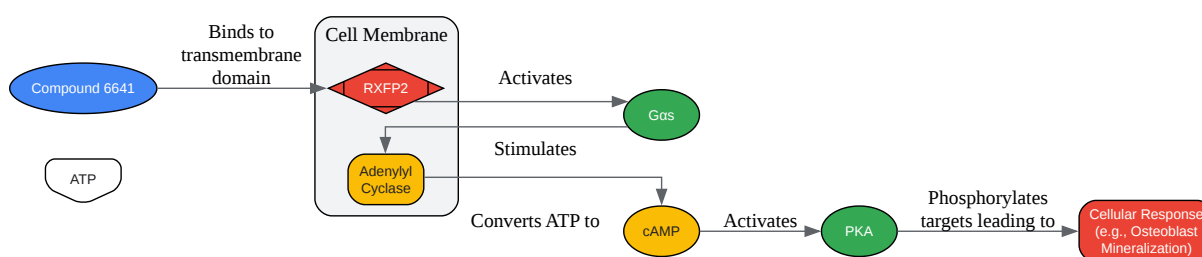 Cell Membrane
Binds to
transmembrane
domain
Compound 6641
RXFP2
Activates
Gαs
Stimulates
ATP
Adenylyl
Cyclase
Converts ATP to
cAMP
Activates
PKA
Phosphorylates
targets leading to
Cellular Response
(e.g., Osteoblast
Mineralization)